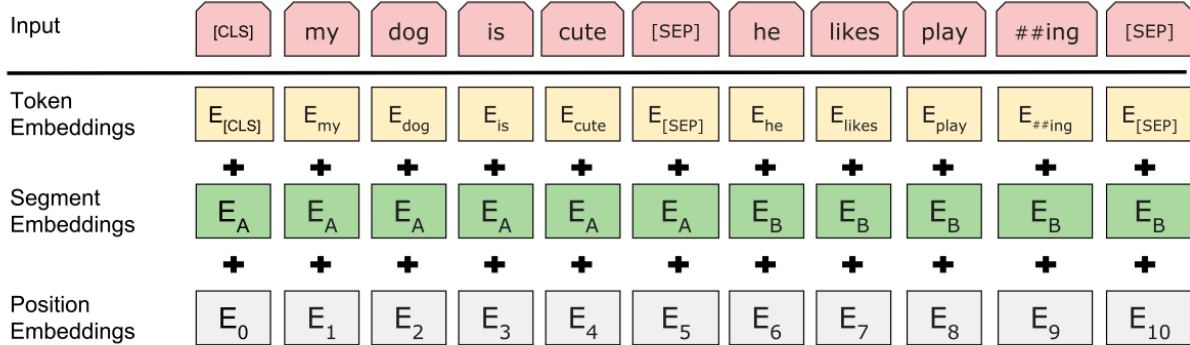 Input [CLS] my dog is cute [SEP] he likes play ##ing [SEP]
Token Embeddings E[CLS] Emy Edog Eis Ecute E[SEP] Ehe Elikes Eplay E##ing E[SEP]
+ + + + + + + + + + +
Segment Embeddings EA EA EA EA EA EA EB EB EB EB EB
+ + + + + + + + + + +
Position Embeddings E0 E1 E2 E3 E4 E5 E6 E7 E8 E9 E10